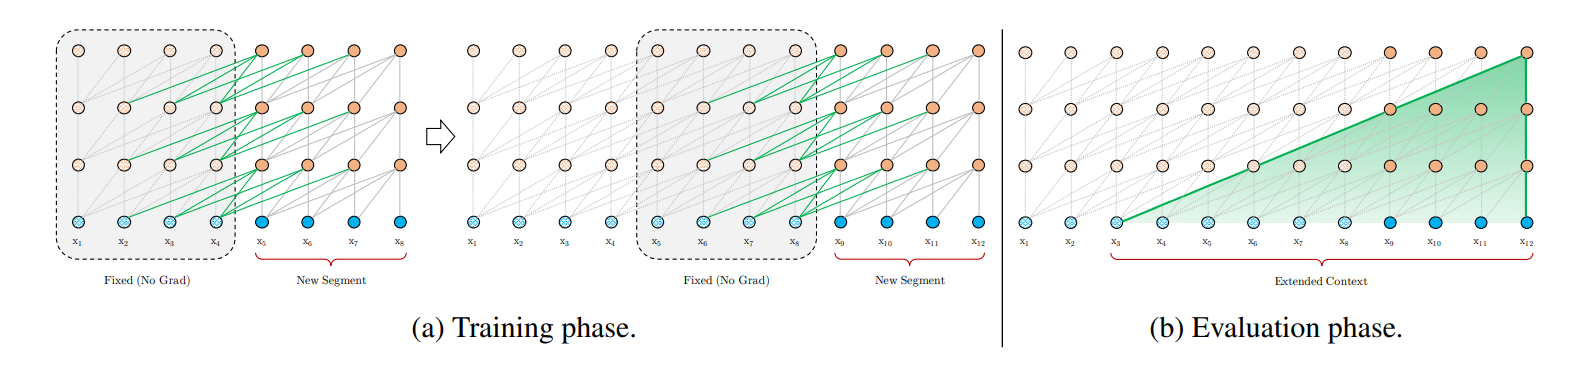 x₁ x₂ x₃ x₄ x₅ x₆ x₇ x₈
Fixed (No Grad) New Segment
x₁ x₂ x₃ x₄ x₅ x₆ x₇ x₈ x₉ x₁₀ x₁₁ x₁₂
Fixed (No Grad) New Segment
(a) Training phase.
x₁ x₂ x₃ x₄ x₅ x₆ x₇ x₈ x₉ x₁₀ x₁₁ x₁₂
Extended Context
(b) Evaluation phase.